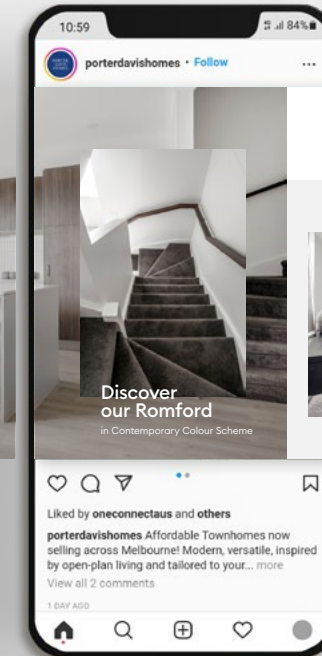 10:59
84%
porterdavishomes • Follow
Discover
our Romford
in Contemporary Colour Scheme
Liked by oneconnectaus and others
porterdavishomes Affordable Townhomes now
selling across Melbourne! Modern, versatile, inspired
by open-plan living and tailored to your... more
View all 2 comments
1 DAY AGO